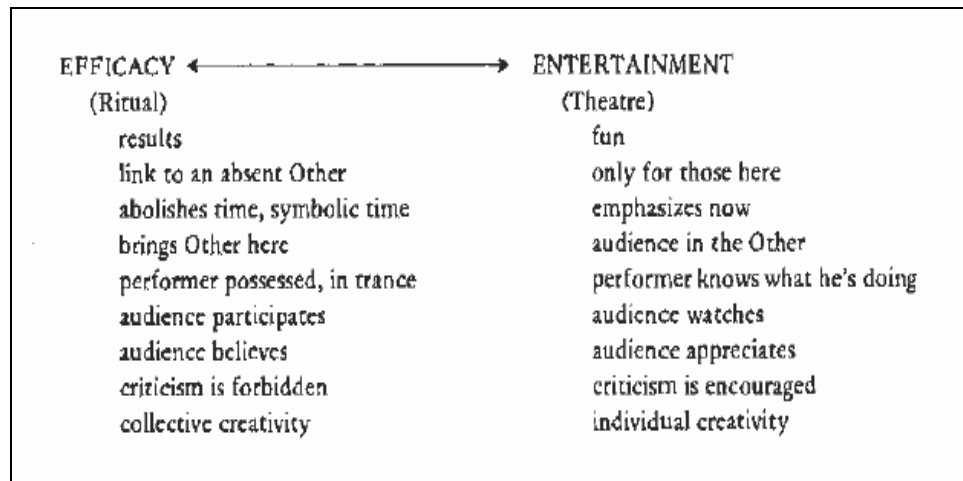 EFFICACY ENTERTAINMENT
(Ritual) (Theatre)
results fun
link to an absent Other only for those here
abolishes time, symbolic time emphasizes now
brings Other here audience in the Other
performer possessed, in trance performer knows what he's doing
audience participates audience watches
audience believes audience appreciates
criticism is forbidden criticism is encouraged
collective creativity individual creativity